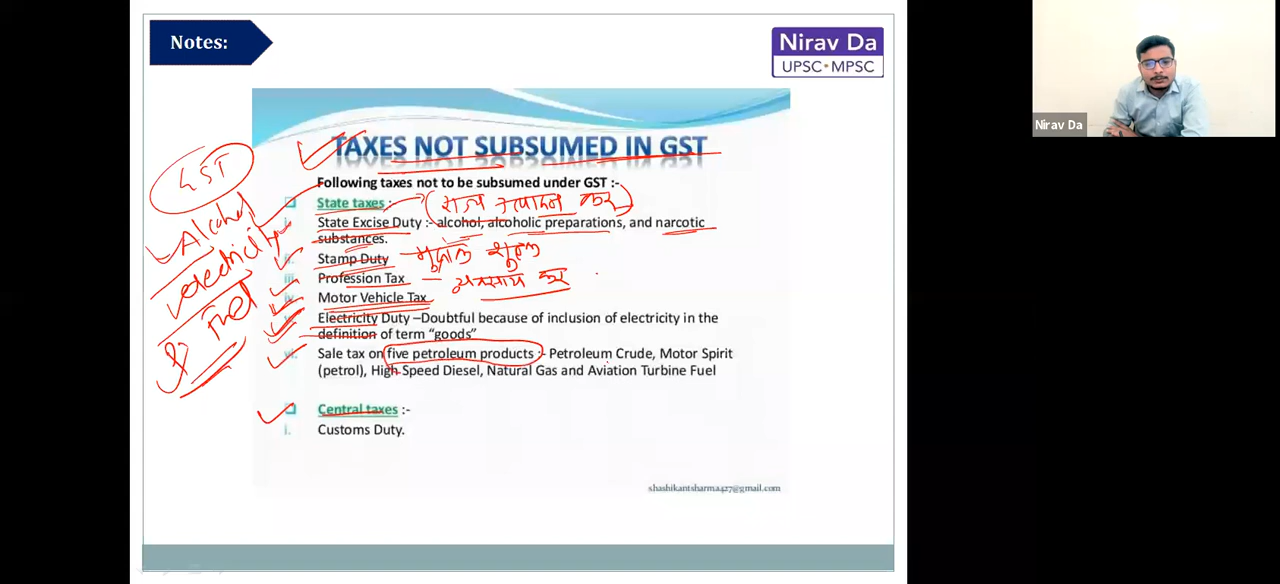 Notes:
Nirav Da
UPSC•MPSC
Nirav Da
TAXES NOT SUBSUMED IN GST
GST
Following taxes not to be subsumed under GST :-
State taxes :-
(राज्य उत्पादन कर)
Alcohol
i. State Excise Duty :- alcohol, alcoholic preparations, and narcotic
substances.
electricity
ii. Stamp Duty
मुद्रांक शुल्क
iii. Profession Tax
व्यवसाय कर
Fuel
iv. Motor Vehicle Tax
v. Electricity Duty –Doubtful because of inclusion of electricity in the
definition of term “goods”
vi. Sale tax on five petroleum products :- Petroleum Crude, Motor Spirit
(petrol), High Speed Diesel, Natural Gas and Aviation Turbine Fuel
Central taxes :-
i. Customs Duty.
shashikantsharma427@gmail.com